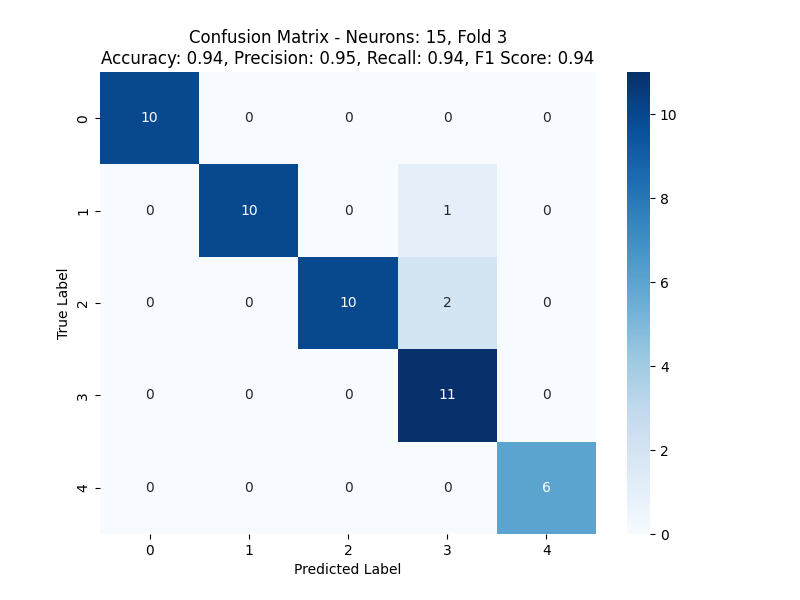 Confusion Matrix - Neurons: 15, Fold 3
Accuracy: 0.94, Precision: 0.95, Recall: 0.94, F1 Score: 0.94
True Label
0 10 0 0 0 0
1 0 10 0 1 0
2 0 0 10 2 0
3 0 0 0 11 0
4 0 0 0 0 6
0 1 2 3 4
Predicted Label
10
8
6
4
2
0